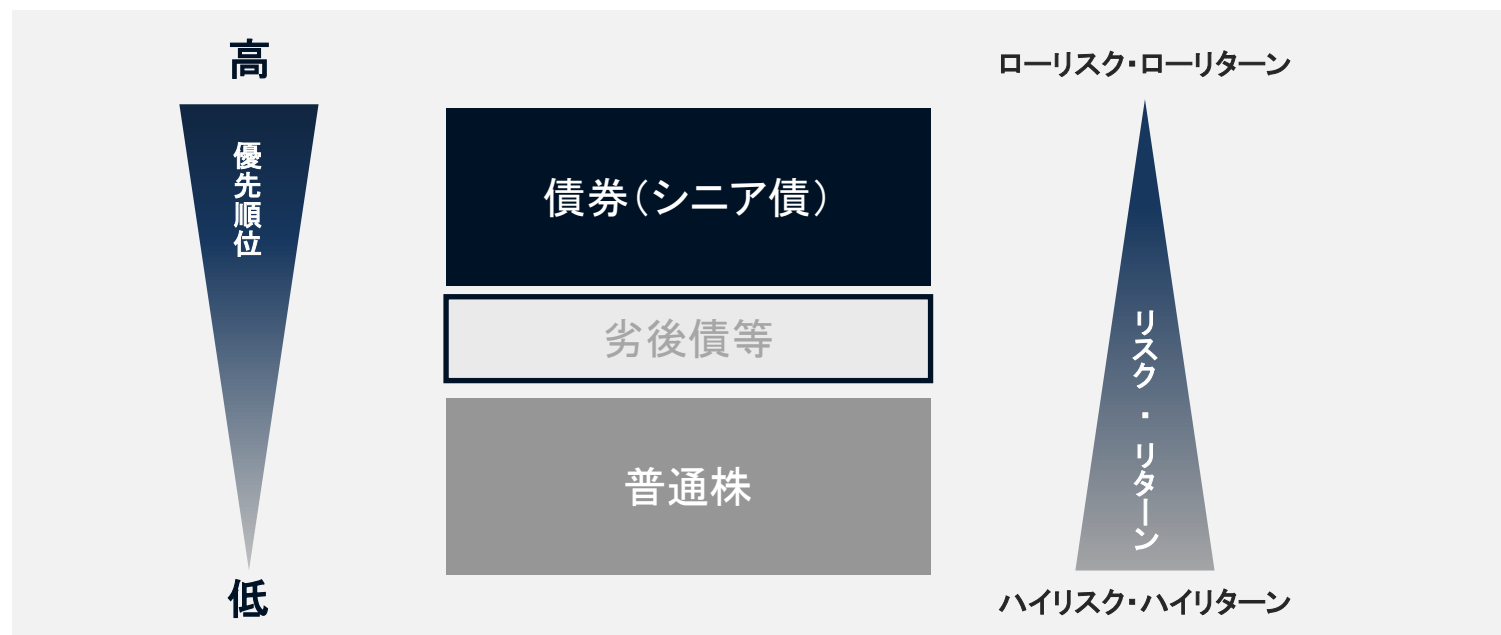 高
優先順位
低
債券（シニア債）
劣後債等
普通株
ローリスク・ローリターン
リスク・リターン
ハイリスク・ハイリターン